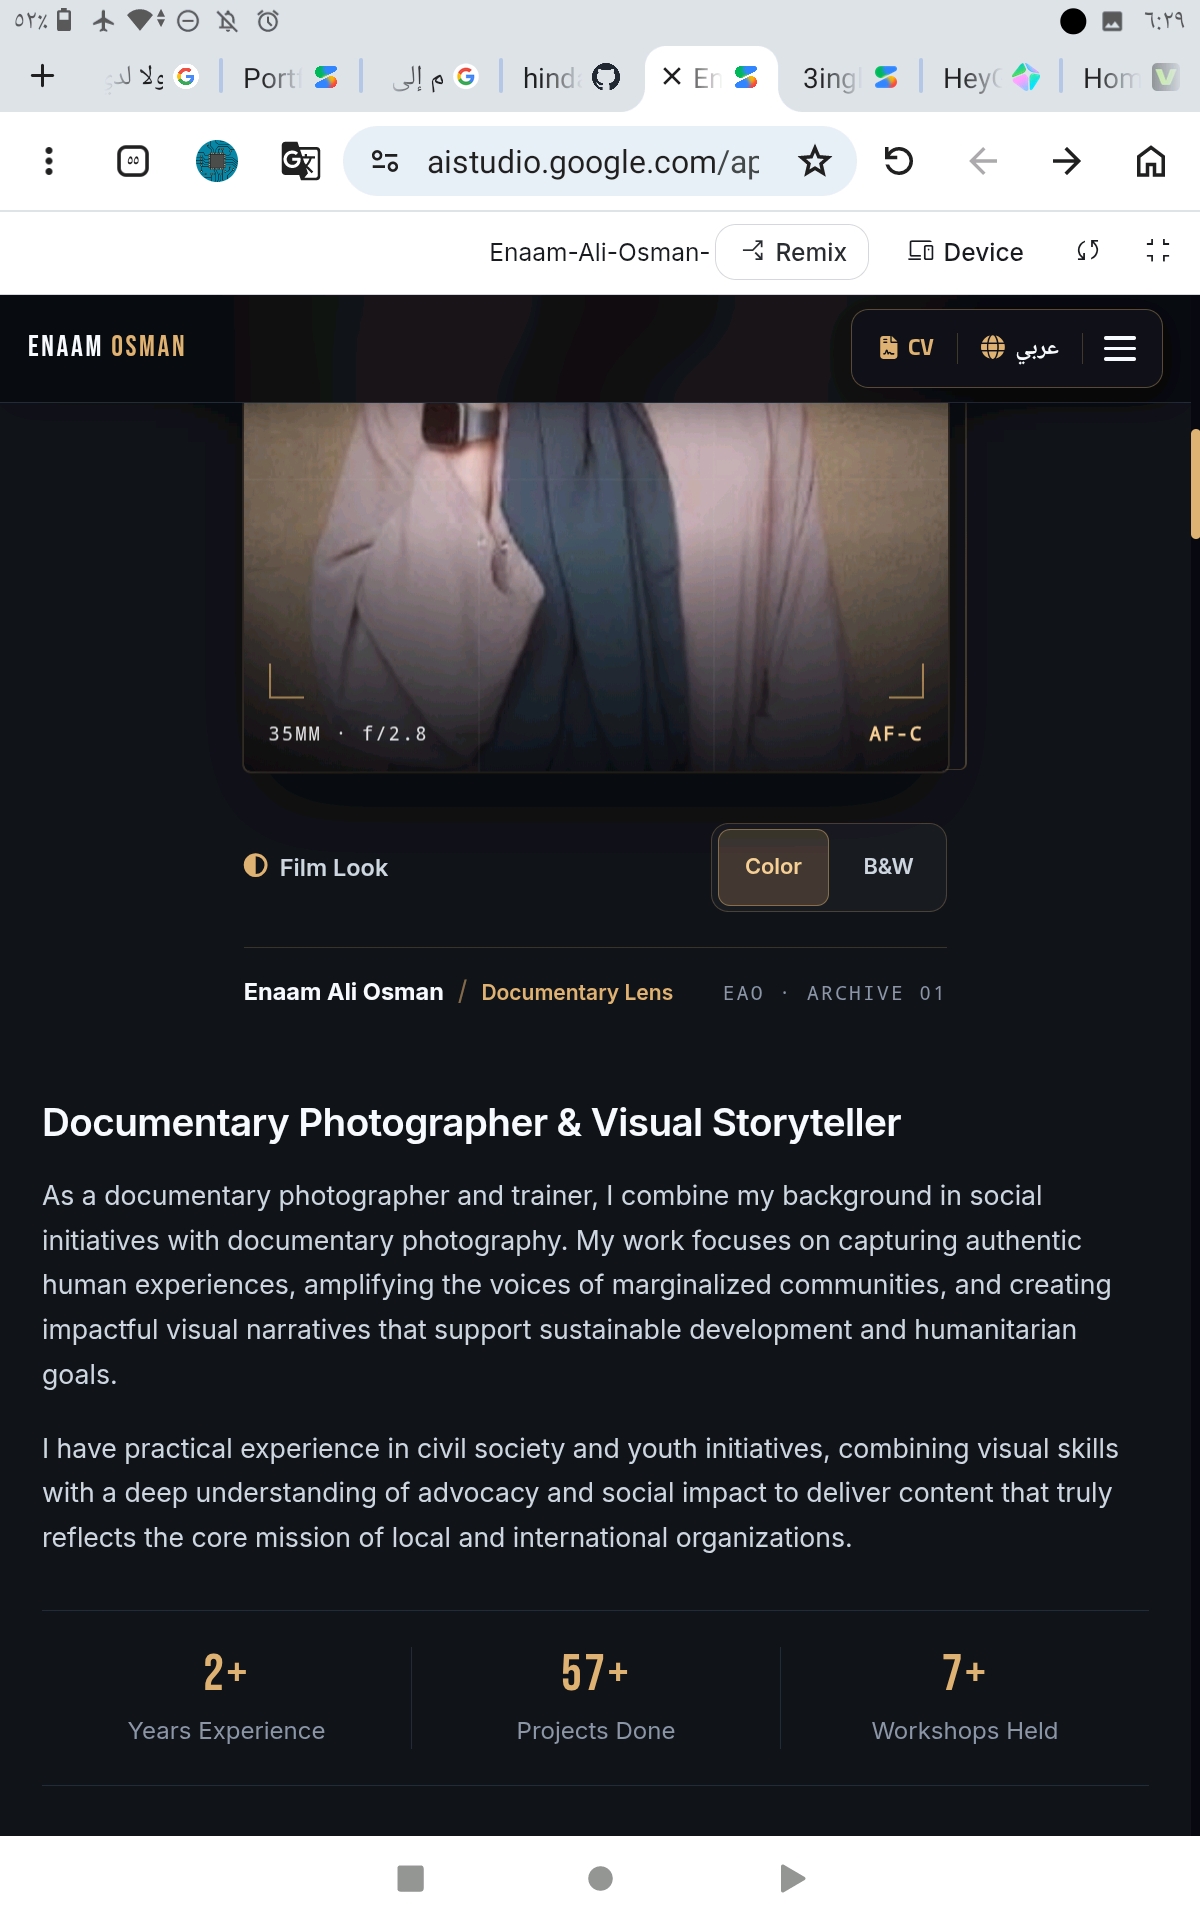 ٥٢٪
٦:٢٩
ولا لدي
Port
م إلى
hind
En
3ingl
Hey
Hom
٥٥
aistudio.google.com/ap
Enaam-Ali-Osman-
Remix
Device
ENAAM OSMAN
CV
عربي
35MM · f/2.8
AF-C
Film Look
Color
B&W
Enaam Ali Osman / Documentary Lens
EAO · ARCHIVE 01
Documentary Photographer & Visual Storyteller
As a documentary photographer and trainer, I combine my background in social
initiatives with documentary photography. My work focuses on capturing authentic
human experiences, amplifying the voices of marginalized communities, and creating
impactful visual narratives that support sustainable development and humanitarian
goals.
I have practical experience in civil society and youth initiatives, combining visual skills
with a deep understanding of advocacy and social impact to deliver content that truly
reflects the core mission of local and international organizations.
2+
Years Experience
57+
Projects Done
7+
Workshops Held